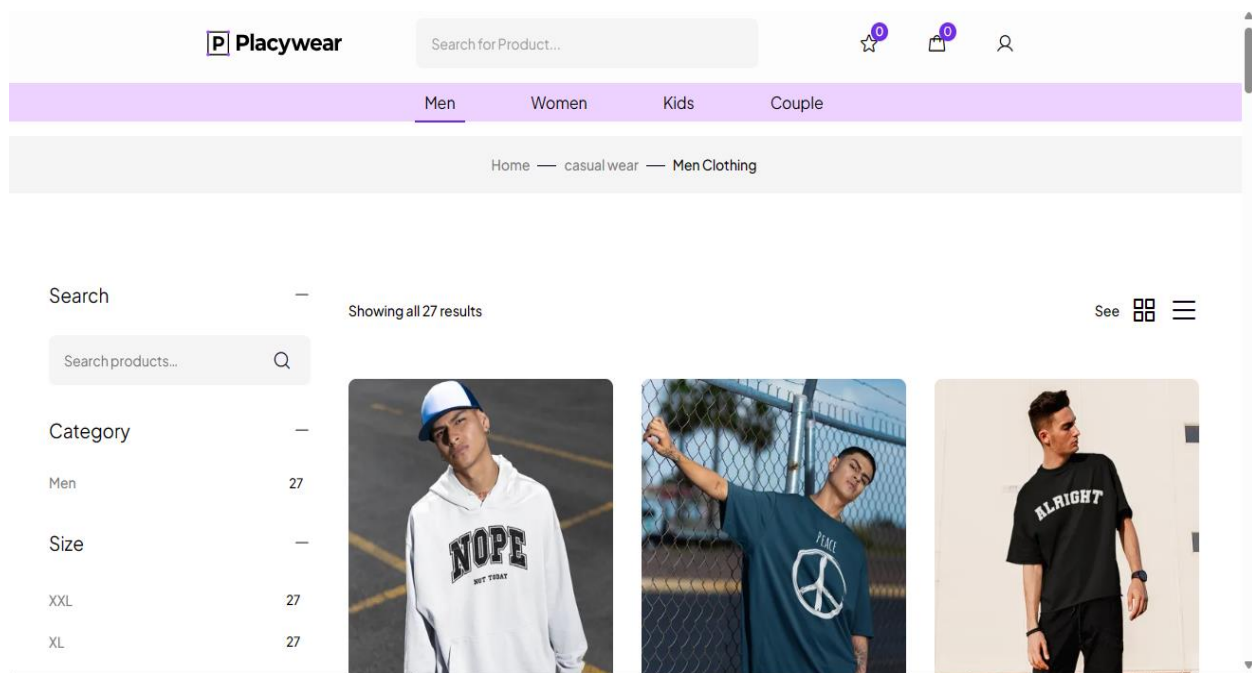 P Placywear
Search for Product...
0
0
Men Women Kids Couple
Home — casual wear — Men Clothing
Search —
Showing all 27 results
See
Search products...
Category —
Men 27
Size —
XXL 27
XL 27
NOPE
NOT TODAY
PEACE
ALRIGHT